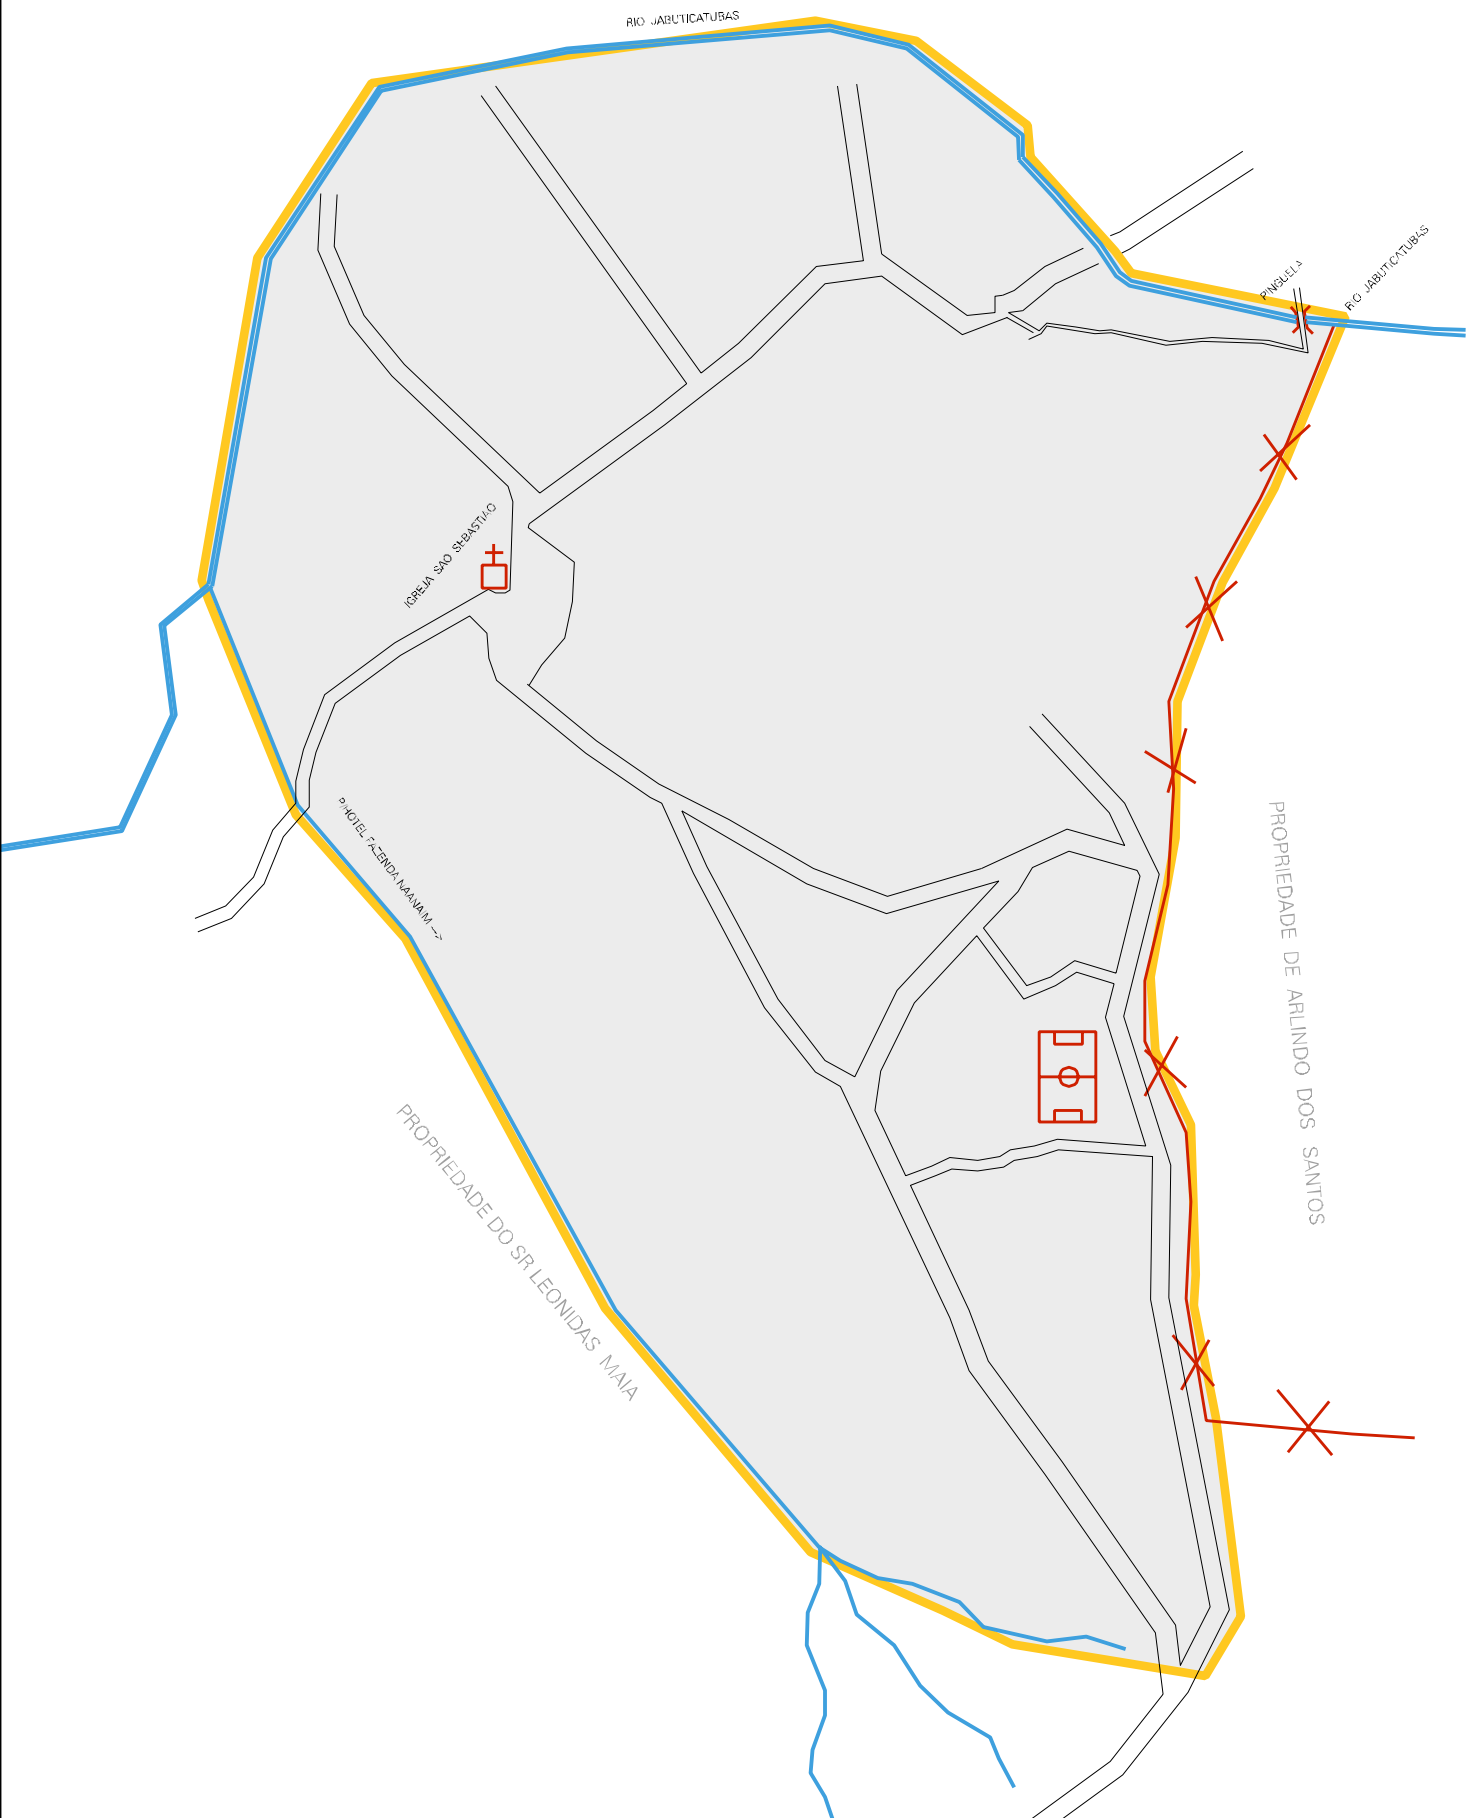 RIO JABUTICATUBAS
PINGUELA
RIO JABUTICATUBAS
IGREJA SAO SEBASTIAO
P/HOTEL FAZENDA NAANAIM -->
PROPRIEDADE DE ARLINDO DOS SANTOS
PROPRIEDADE DO SR LEONIDAS MAIA